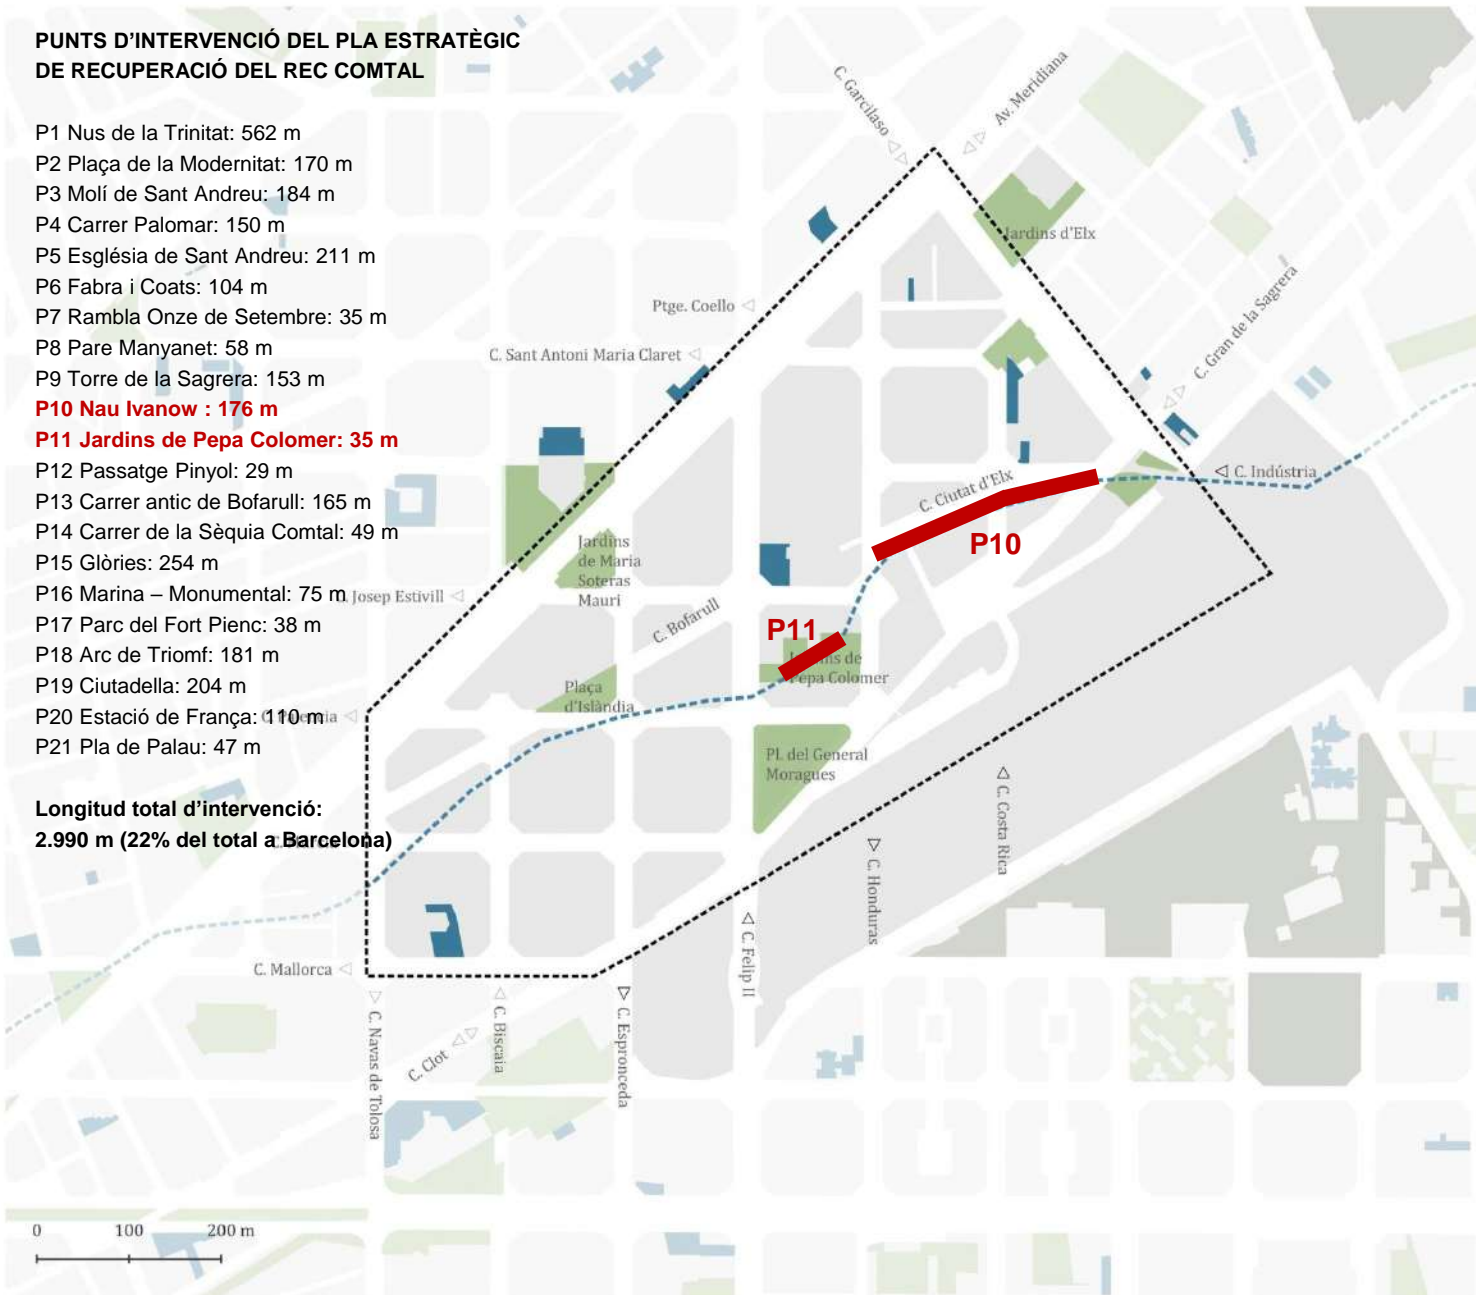 PUNTS D'INTERVENCIÓ DEL PLA ESTRATÈGIC
DE RECUPERACIÓ DEL REC COMTAL
P1 Nus de la Trinitat: 562 m
P2 Plaça de la Modernitat: 170 m
P3 Molí de Sant Andreu: 184 m
P4 Carrer Palomar: 150 m
P5 Església de Sant Andreu: 211 m
P6 Fabra i Coats: 104 m
P7 Rambla Onze de Setembre: 35 m
P8 Pare Manyanet: 58 m
P9 Torre de la Sagrera: 153 m
P10 Nau Ivanow : 176 m
P11 Jardins de Pepa Colomer: 35 m
P12 Passatge Pinyol: 29 m
P13 Carrer antic de Bofarull: 165 m
P14 Carrer de la Sèquia Comtal: 49 m
P15 Glòries: 254 m
P16 Marina – Monumental: 75 m
P17 Parc del Fort Pienc: 38 m
P18 Arc de Triomf: 181 m
P19 Ciutadella: 204 m
P20 Estació de França: 110 m
P21 Pla de Palau: 47 m
Longitud total d'intervenció:
2.990 m (22% del total a Barcelona)
C. Garcilaso
Av. Meridiana
Jardins d'Elx
Ptge. Coello
C. Sant Antoni Maria Claret
C. Gran de la Sagrera
C. Indústria
C. Ciutat d'Elx
P10
Jardins
de Maria
Soteras
Mauri
Josep Estivill
C. Bofarull
P11
de
Pepa Colomer
Plaça
d'Islàndia
Pl. del General
Moragues
C. Costa Rica
C. Honduras
C. Felip II
C. Mallorca
C. Navas de Tolosa
C. Clot
C. Biscaia
C. Espronceda
0 100 200 m